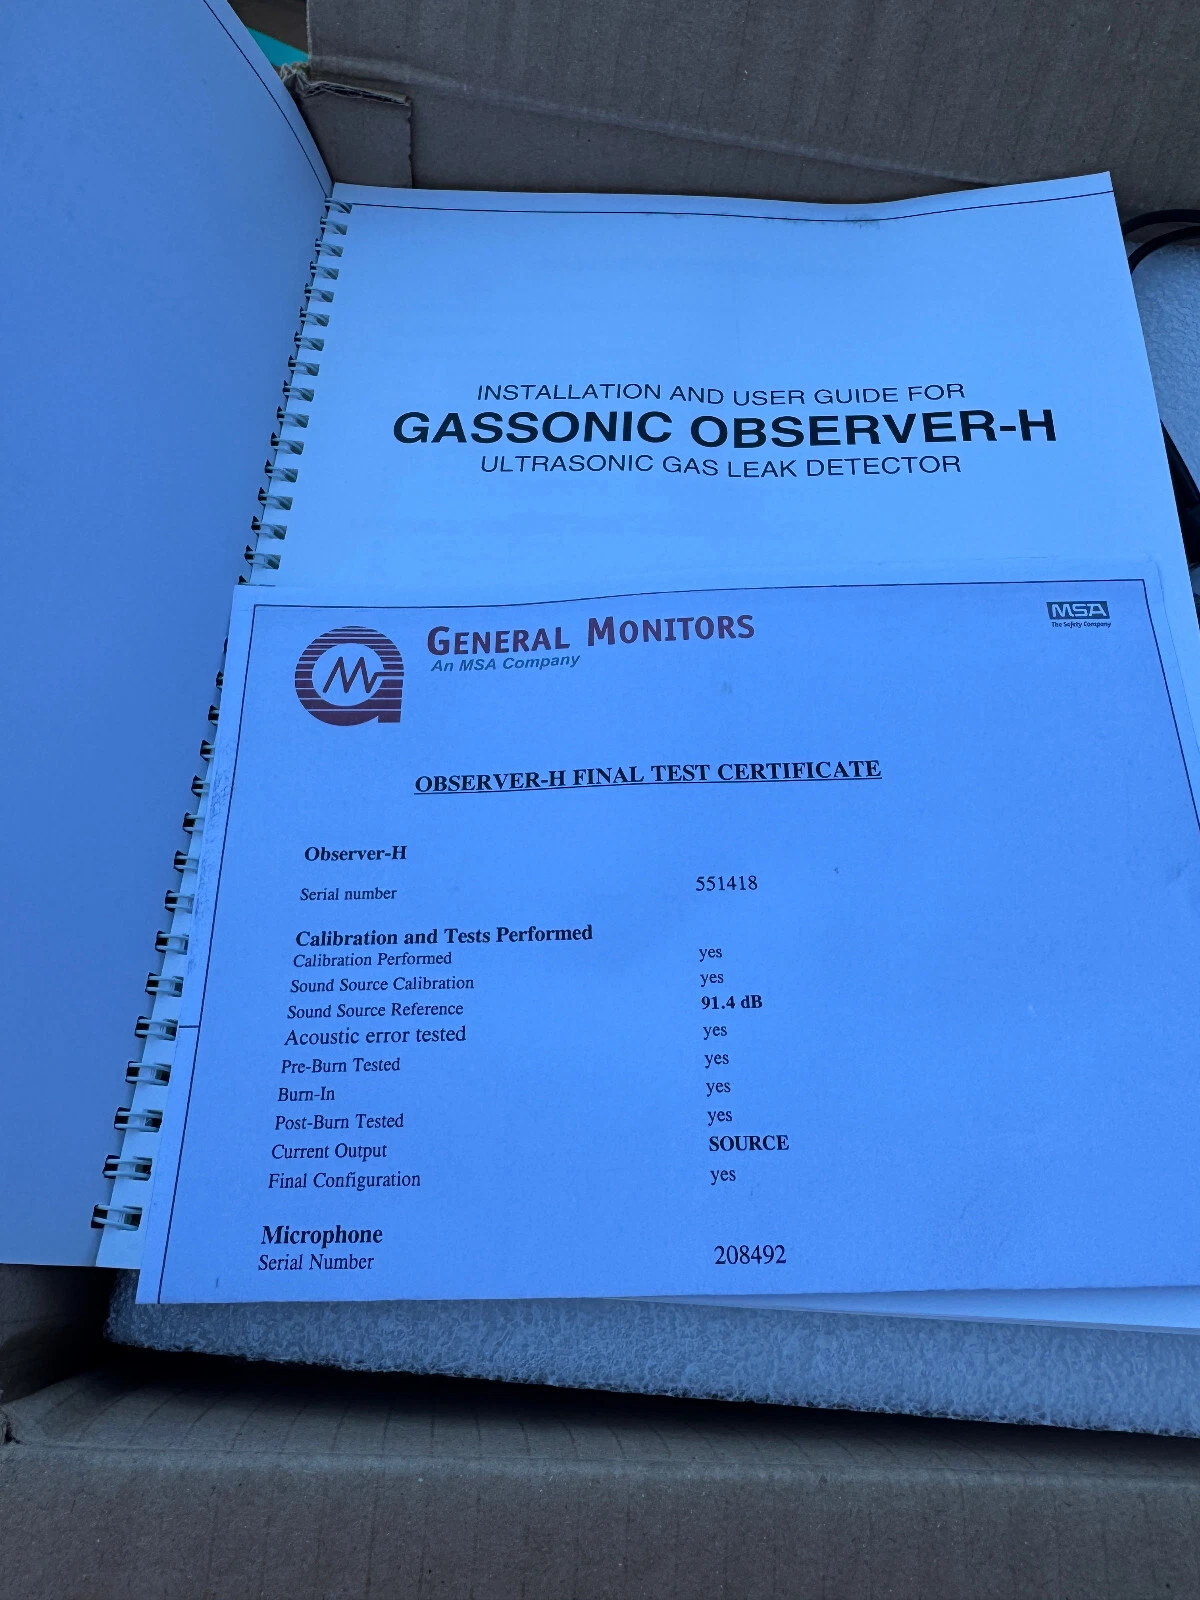 INSTALLATION AND USER GUIDE FOR
GASSONIC OBSERVER-H
ULTRASONIC GAS LEAK DETECTOR
GENERAL MONITORS
An MSA Company
MSA
The Safety Company
OBSERVER-H FINAL TEST CERTIFICATE
Observer-H
Serial number 551418
Calibration and Tests Performed
Calibration Performed yes
Sound Source Calibration yes
Sound Source Reference 91.4 dB
Acoustic error tested yes
Pre-Burn Tested yes
Burn-In yes
Post-Burn Tested yes
Current Output SOURCE
Final Configuration yes
Microphone
Serial Number 208492